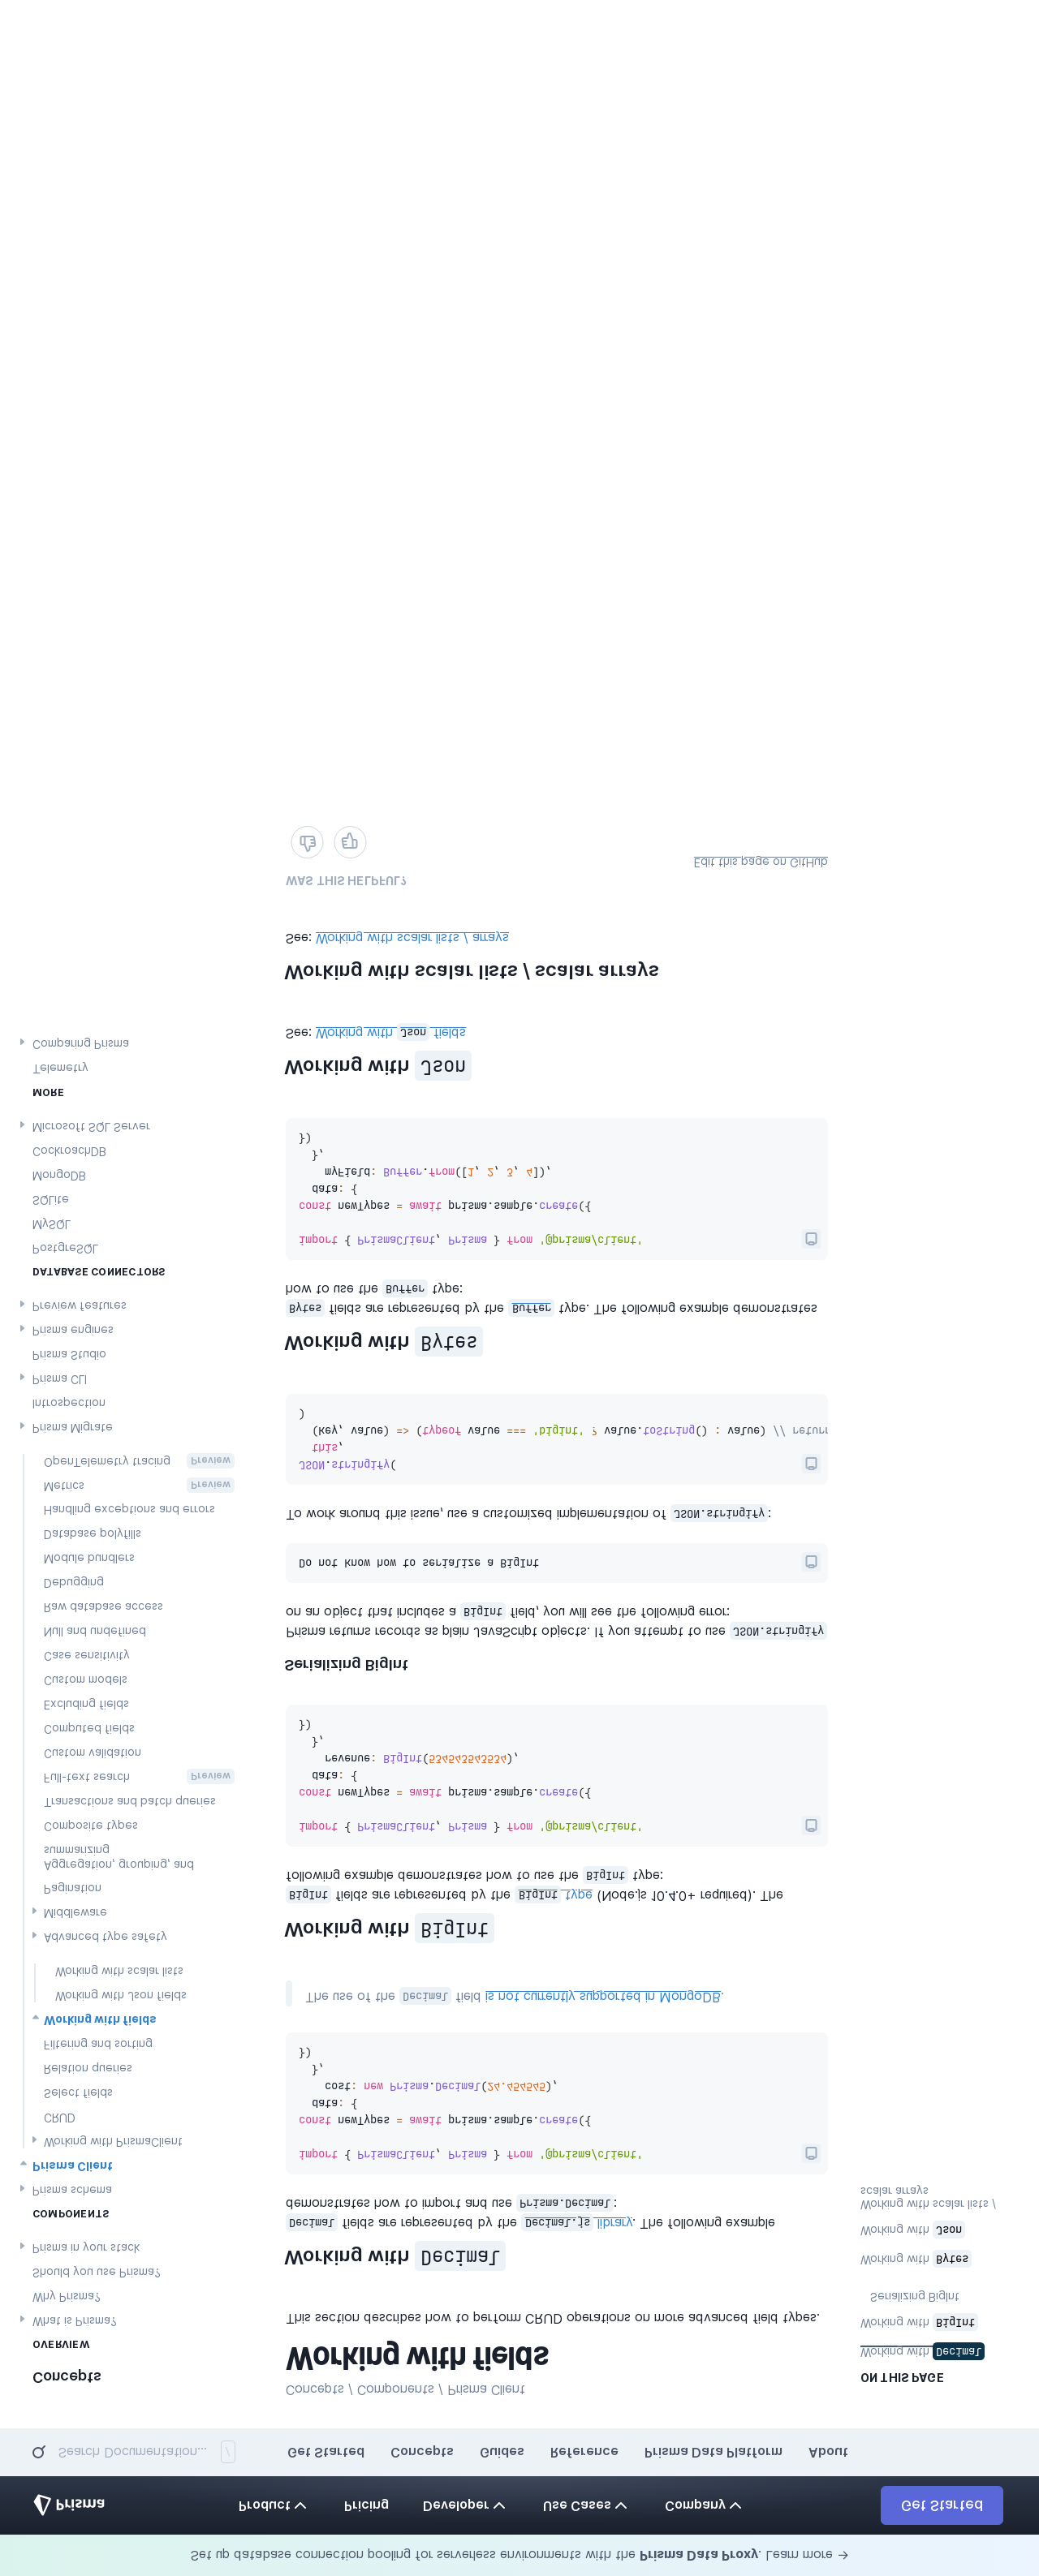 Set up database connection pooling for serverless environments with the Prisma Data Proxy. Learn more →
Prisma
Product
Pricing
Developer
Use Cases
Company
Get Started
Search Documentation... /
Get Started
Concepts
Guides
Reference
Prisma Data Platform
About
Concepts
OVERVIEW
What is Prisma?
Why Prisma?
Should you use Prisma?
Prisma in your stack
COMPONENTS
Prisma schema
Prisma Client
Working with PrismaClient
CRUD
Select fields
Relation queries
Filtering and sorting
Working with fields
Working with Json fields
Working with scalar lists
Advanced type safety
Middleware
Pagination
Aggregation, grouping, and
summarizing
Composite types
Transactions and batch queries
Full-text search Preview
Custom validation
Computed fields
Excluding fields
Custom models
Case sensitivity
Null and undefined
Raw database access
Debugging
Module bundlers
Database polyfills
Handling exceptions and errors
Metrics Preview
OpenTelemetry tracing Preview
Prisma Migrate
Introspection
Prisma CLI
Prisma Studio
Prisma engines
Preview features
DATABASE CONNECTORS
PostgreSQL
MySQL
SQLite
MongoDB
CockroachDB
Microsoft SQL Server
MORE
Telemetry
Comparing Prisma
Concepts / Components / Prisma Client
Working with fields
This section describes how to perform CRUD operations on more advanced field types.
Working with Decimal
Decimal fields are represented by the Decimal.js library. The following example
demonstrates how to import and use Prisma.Decimal:
import { PrismaClient, Prisma } from '@prisma/client'
const newTypes = await prisma.sample.create({
data: {
cost: new Prisma.Decimal(24.454545),
},
})
The use of the Decimal field is not currently supported in MongoDB.
Working with BigInt
BigInt fields are represented by the BigInt type (Node.js 10.4.0+ required). The
following example demonstrates how to use the BigInt type:
import { PrismaClient, Prisma } from '@prisma/client'
const newTypes = await prisma.sample.create({
data: {
revenue: BigInt(534543543534),
},
})
Serializing BigInt
Prisma returns records as plain JavaScript objects. If you attempt to use JSON.stringify
on an object that includes a BigInt field, you will see the following error:
Do not know how to serialize a BigInt
To work around this issue, use a customized implementation of JSON.stringify:
JSON.stringify(
this,
(key, value) => (typeof value === 'bigint' ? value.toString() : value) // return
)
Working with Bytes
Bytes fields are represented by the Buffer type. The following example demonstrates
how to use the Buffer type:
import { PrismaClient, Prisma } from '@prisma/client'
const newTypes = await prisma.sample.create({
data: {
myField: Buffer.from([1, 2, 3, 4]),
},
})
Working with Json
See: Working with Json fields
Working with scalar lists / scalar arrays
See: Working with scalar lists / arrays
WAS THIS HELPFUL?
Edit this page on GitHub
ON THIS PAGE
Working with Decimal
Working with BigInt
Serializing BigInt
Working with Bytes
Working with Json
Working with scalar lists /
scalar arrays